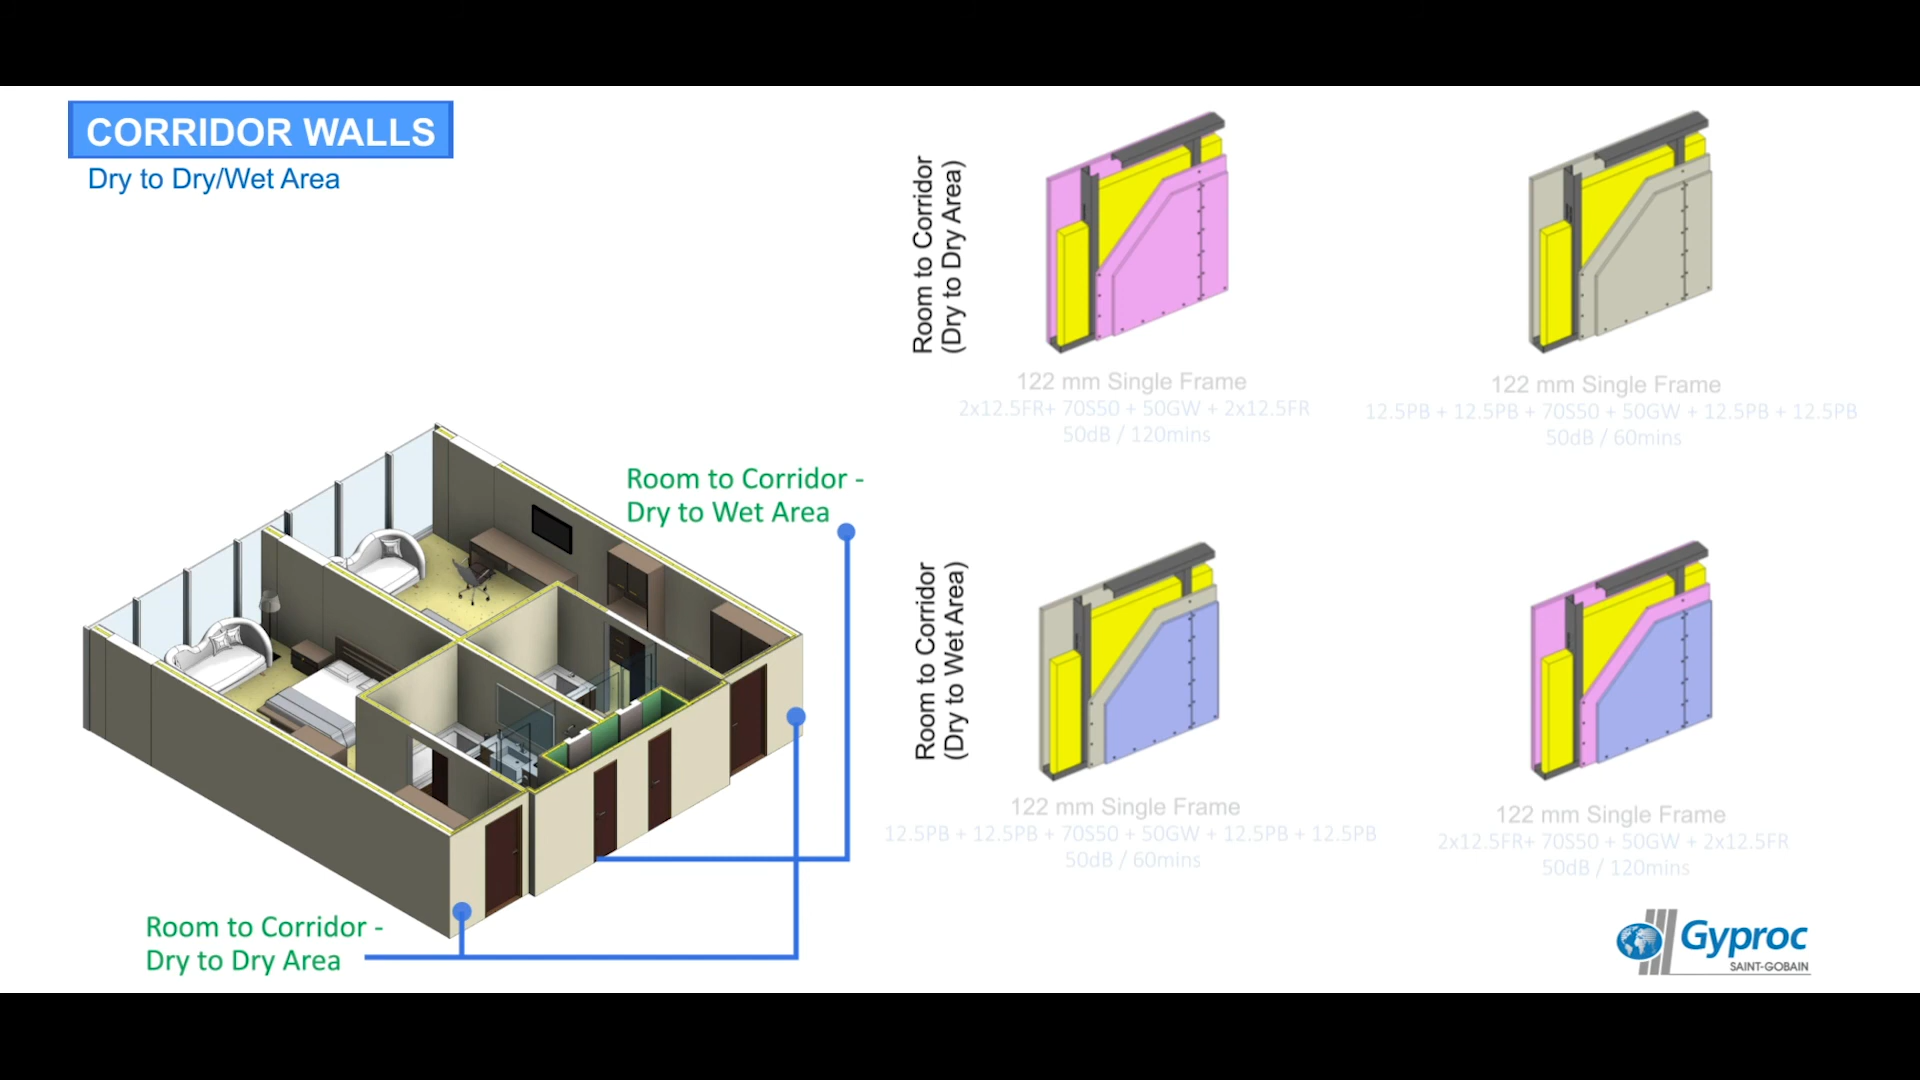 CORRIDOR WALLS
Dry to Dry/Wet Area
Room to Corridor
(Dry to Dry Area)
122 mm Single Frame
2x12.5FR+ 70S50 + 50GW + 2x12.5FR
50dB / 120mins
122 mm Single Frame
12.5PB + 12.5PB + 70S50 + 50GW + 12.5PB + 12.5PB
50dB / 60mins
Room to Corridor -
Dry to Wet Area
Room to Corridor
(Dry to Wet Area)
122 mm Single Frame
12.5PB + 12.5PB + 70S50 + 50GW + 12.5PB + 12.5PB
50dB / 60mins
122 mm Single Frame
2x12.5FR+ 70S50 + 50GW + 2x12.5FR
50dB / 120mins
Room to Corridor -
Dry to Dry Area
Gyproc
SAINT-GOBAIN